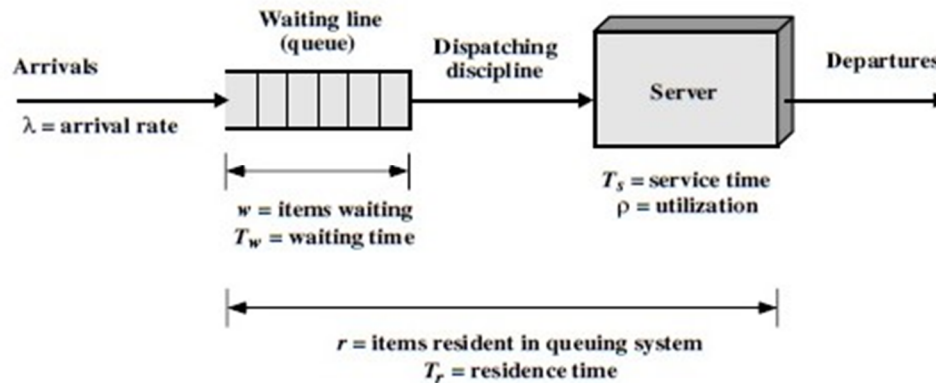 Waiting line
(queue)
Dispatching
discipline
Arrivals
Departures
Server
λ = arrival rate
T_s = service time
ρ = utilization
w = items waiting
T_w = waiting time
r = items resident in queuing system
T_r = residence time